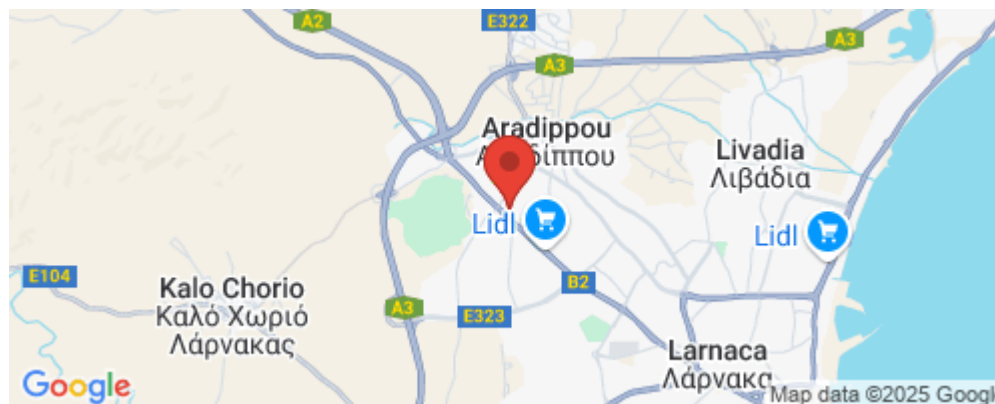 A2
E322
A3
A3
Aradippou
Livadia
Λιβάδια
Lidl
Lidl
E104
B2
Kalo Chorio
Καλό Χωριό
Λάρνακας
A3
E323
Larnaca
Λάρνακα
Google
Map data ©2025 Google